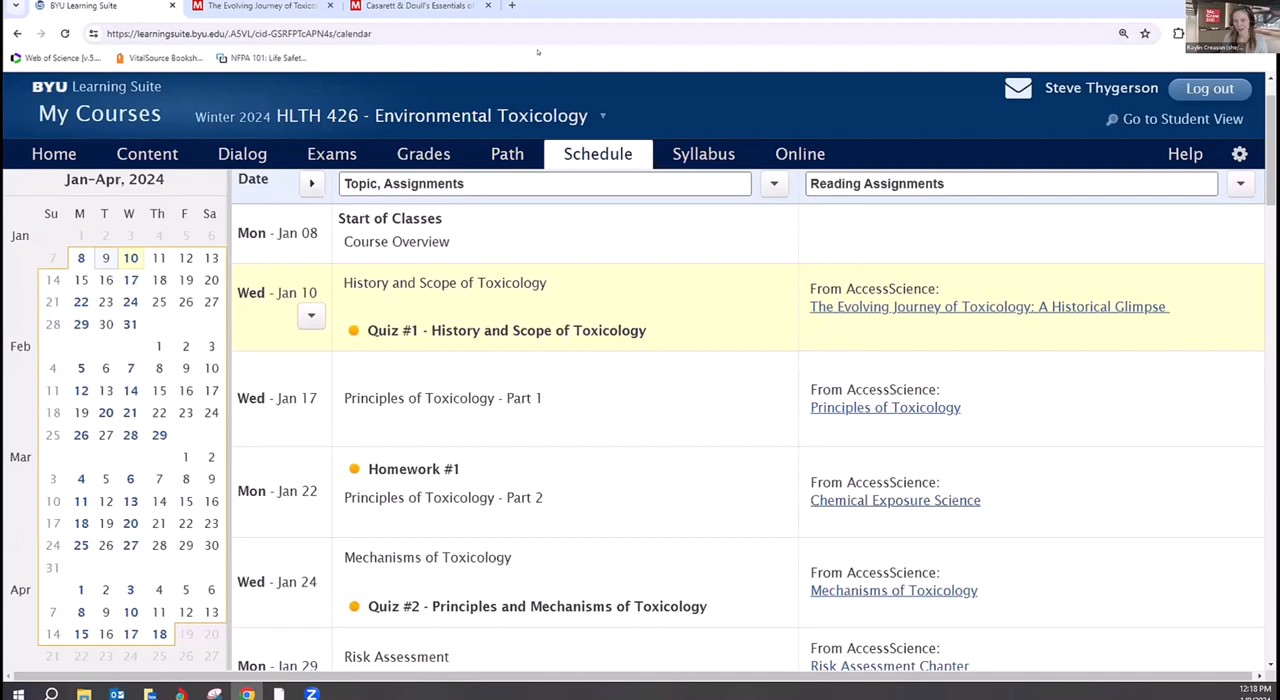 BYU Learning Suite
The Evolving Journey of Toxico
Casarett & Doull's Essentials o
https://learningsuite.byu.edu/.A5VL/cid-GSRFPTcAPN4s/calendar
Web of Science [v.5....
VitalSource Booksh...
NFPA 101: Life Safet...
Mc
Graw
Hill
Kaylin Creason (she/
BYU Learning Suite
My Courses
Winter 2024 HLTH 426 - Environmental Toxicology
Steve Thygerson
Log out
Go to Student View
Home Content Dialog Exams Grades Path Schedule Syllabus Online Help
Jan-Apr, 2024
Su M T W Th F Sa
Jan 1 2 3 4 5 6
7 8 9 10 11 12 13
14 15 16 17 18 19 20
21 22 23 24 25 26 27
28 29 30 31
Feb 1 2 3
4 5 6 7 8 9 10
11 12 13 14 15 16 17
18 19 20 21 22 23 24
25 26 27 28 29
Mar 1 2
3 4 5 6 7 8 9
10 11 12 13 14 15 16
17 18 19 20 21 22 23
24 25 26 27 28 29 30
31
Apr 1 2 3 4 5 6
7 8 9 10 11 12 13
14 15 16 17 18 19 20
21 22 23 24 25 26 27
Date
Topic, Assignments
Reading Assignments
Mon - Jan 08
Start of Classes
Course Overview
Wed - Jan 10
History and Scope of Toxicology
Quiz #1 - History and Scope of Toxicology
From AccessScience:
The Evolving Journey of Toxicology: A Historical Glimpse
Wed - Jan 17
Principles of Toxicology - Part 1
From AccessScience:
Principles of Toxicology
Mon - Jan 22
Homework #1
Principles of Toxicology - Part 2
From AccessScience:
Chemical Exposure Science
Wed - Jan 24
Mechanisms of Toxicology
Quiz #2 - Principles and Mechanisms of Toxicology
From AccessScience:
Mechanisms of Toxicology
Mon - Jan 29
Risk Assessment
From AccessScience:
Risk Assessment Chapter
12:18 PM